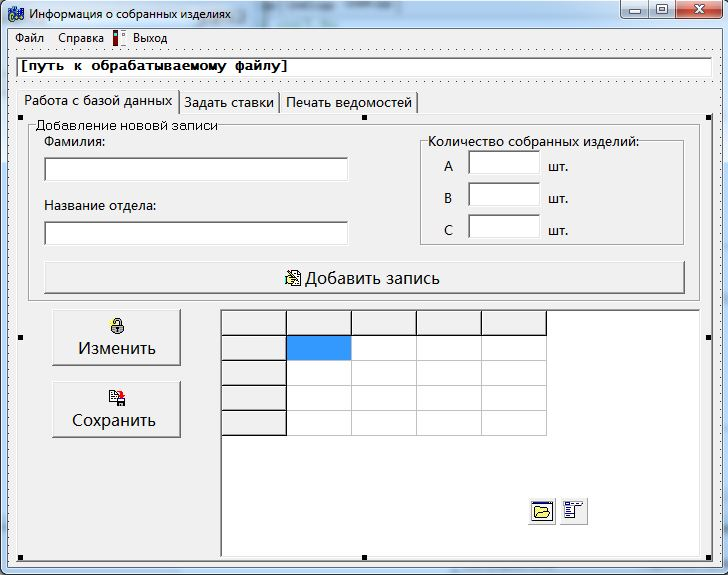 Информация о собранных изделиях
Файл Справка Выход
[путь к обрабатываемому файлу]
Работа с базой данных Задать ставки Печать ведомостей
Добавление нововй записи
Фамилия:
Количество собранных изделий:
A шт.
B шт.
Название отдела:
C шт.
Добавить запись
Изменить
Сохранить